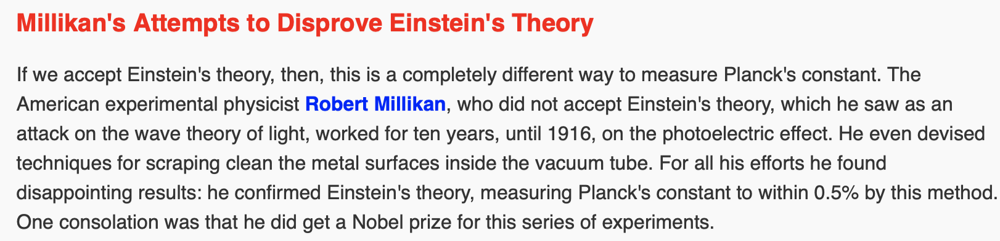 Millikan's Attempts to Disprove Einstein's Theory
If we accept Einstein's theory, then, this is a completely different way to measure Planck's constant. The
American experimental physicist Robert Millikan, who did not accept Einstein's theory, which he saw as an
attack on the wave theory of light, worked for ten years, until 1916, on the photoelectric effect. He even devised
techniques for scraping clean the metal surfaces inside the vacuum tube. For all his efforts he found
disappointing results: he confirmed Einstein's theory, measuring Planck's constant to within 0.5% by this method.
One consolation was that he did get a Nobel prize for this series of experiments.